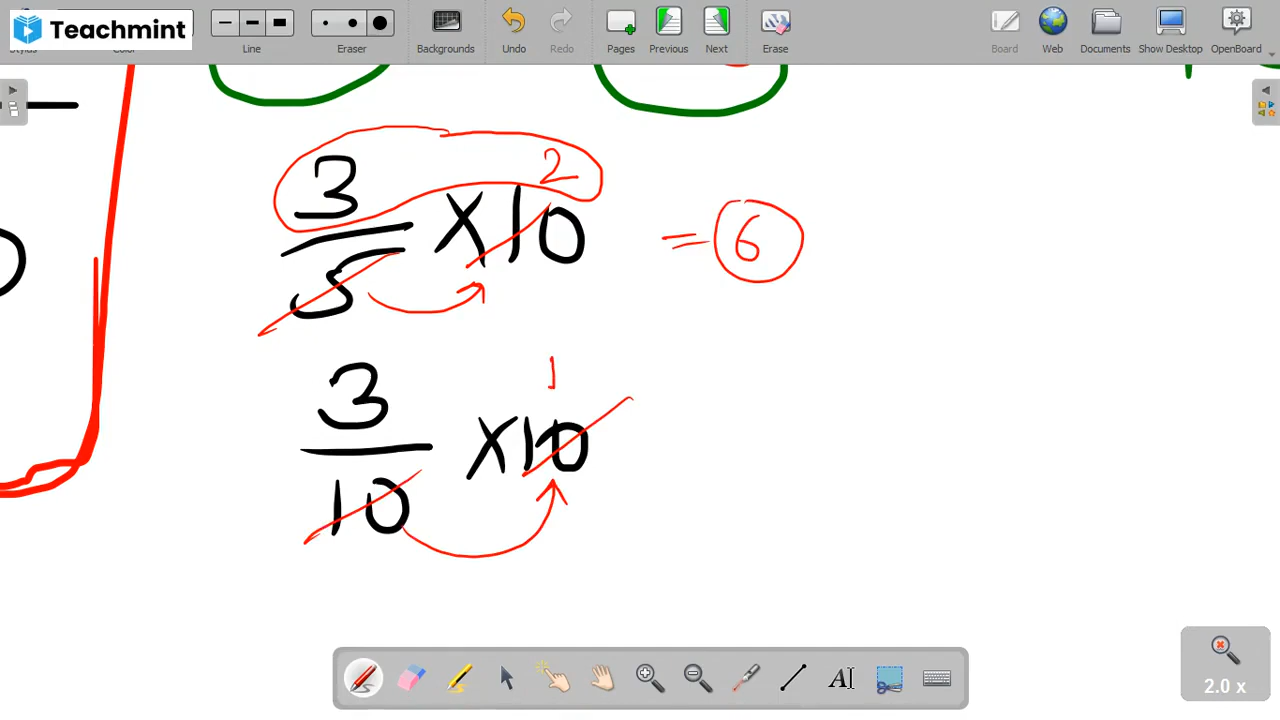 Teachmint
Line
Eraser
Backgrounds
Undo
Redo
Pages
Previous
Next
Erase
Board
Web
Documents
Show Desktop
OpenBoard
2
3/5 × 10 = 6
1
3/10 × 10
2.0 x